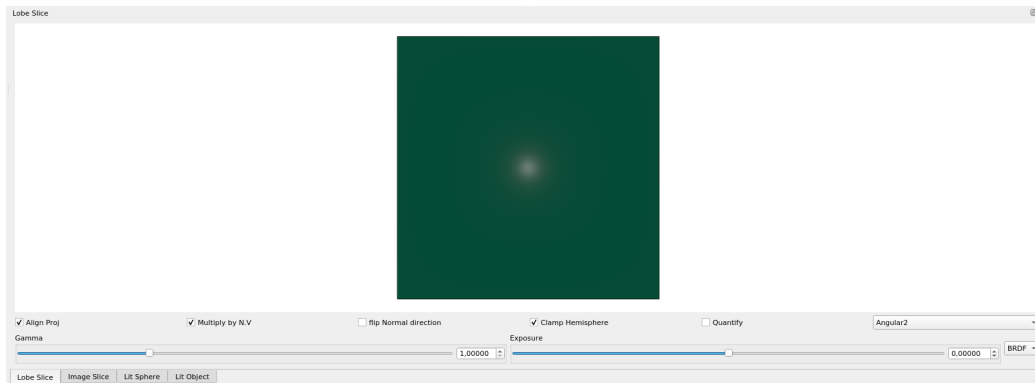 Lobe Slice
Align Proj
Multiply by N.V
flip Normal direction
Clamp Hemisphere
Quantify
Angular2
Gamma
Exposure
1,00000
0,00000
BRDF
Lobe Slice
Image Slice
Lit Sphere
Lit Object